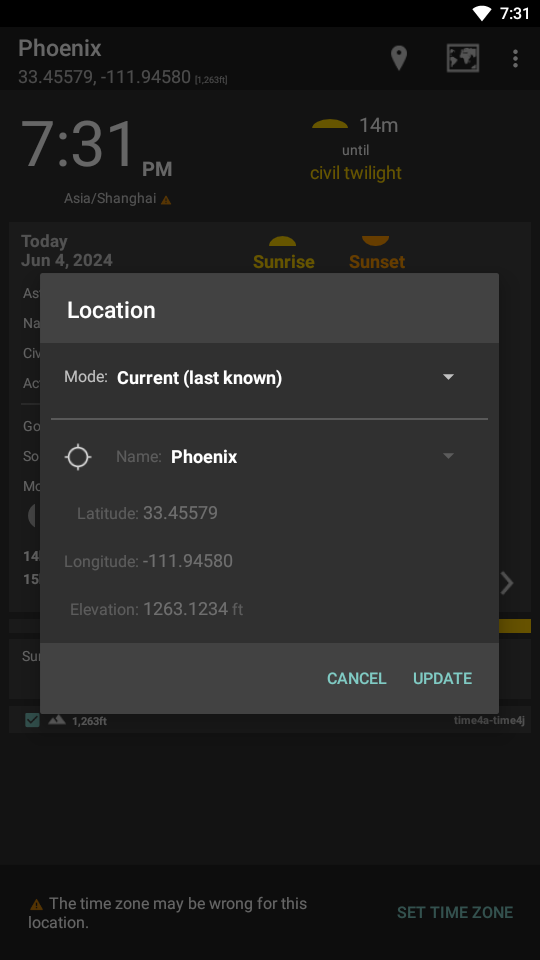 7:31
Phoenix
33.45579, -111.94580 [1,263ft]
7:31 PM
14m
until
civil twilight
Asia/Shanghai
Today
Jun 4, 2024
Sunrise
Sunset
Location
Mode: Current (last known)
Name: Phoenix
Latitude: 33.45579
Longitude: -111.94580
Elevation: 1263.1234 ft
CANCEL
UPDATE
1,263ft
time4a-time4j
The time zone may be wrong for this
location.
SET TIME ZONE